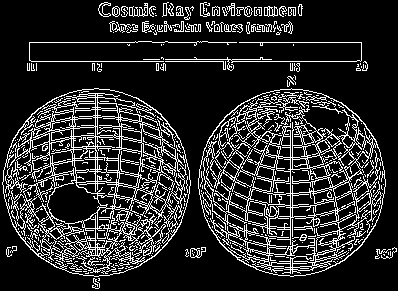 Cosmic Ray Environment
Dose Equivalent Values (rem/yr)
10 12 14 16 18 20
N
0° 180° 360°
S